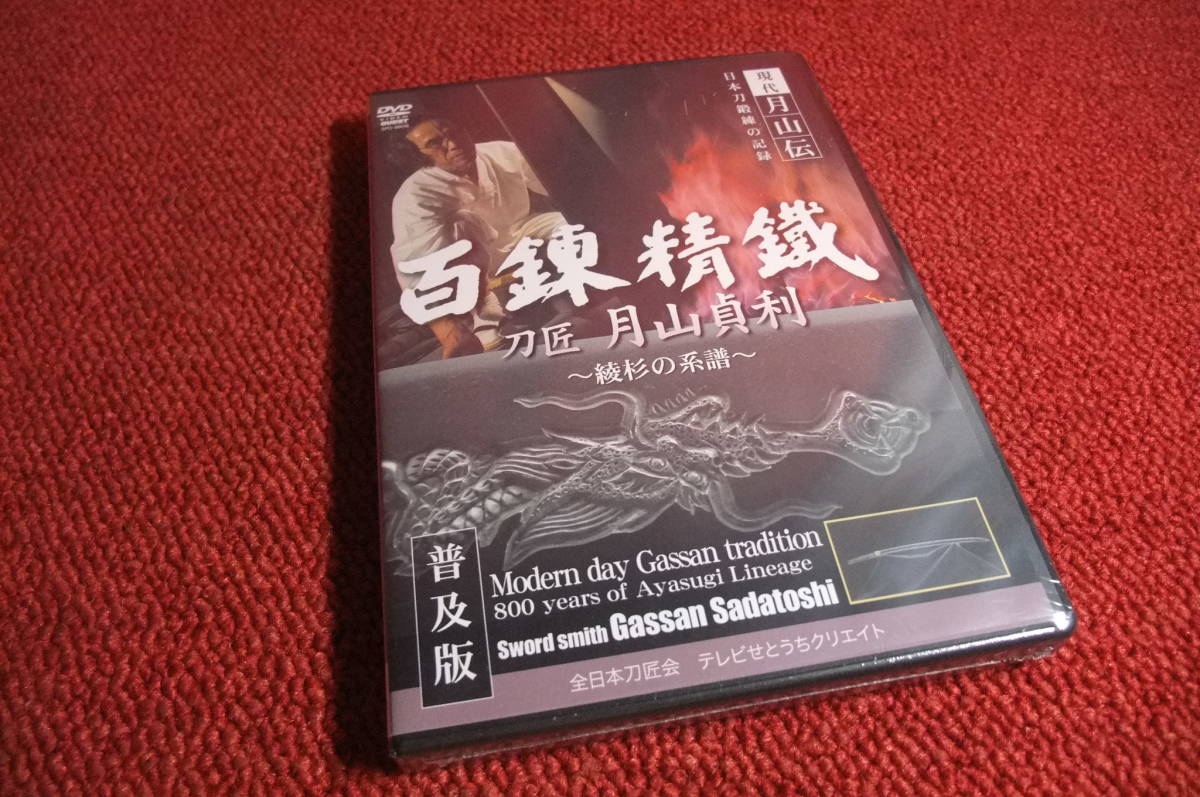 DVD
VIDEO
QUEST
現代月山伝
日本刀鍛練の記録
百錬精鐵
刀匠 月山貞利
〜綾杉の系譜〜
普及版
Modern day Gassan tradition
800 years of Ayasugi Lineage
Sword smith Gassan Sadatoshi
全日本刀匠会 テレビせとうちクリエイト